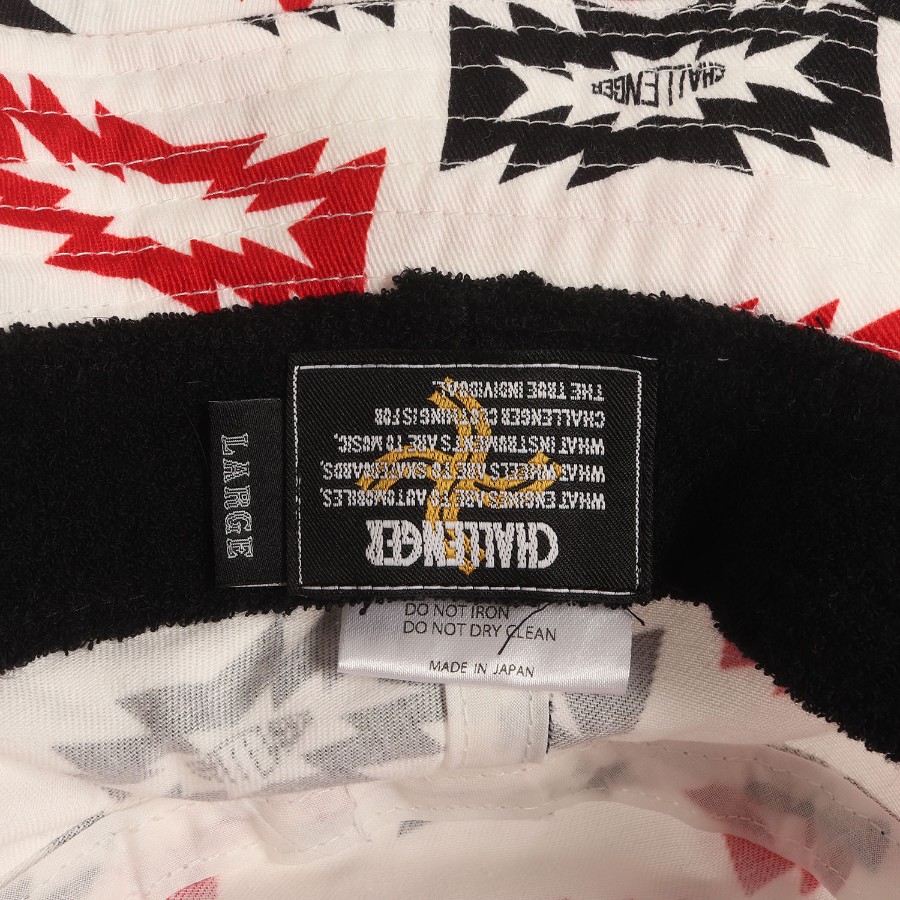 CHALLENGER
LARGE
CHALLENGER
WHAT ENGINES ARE TO AUTOMOBILES,
WHAT WHEELS ARE TO SKATEBOARDS,
WHAT INSTRUMENTS ARE TO MUSIC,
CHALLENGER CLOTHING IS FOR
THE TRUE INDIVIDUAL.
DO NOT IRON
DO NOT DRY CLEAN
MADE IN JAPAN